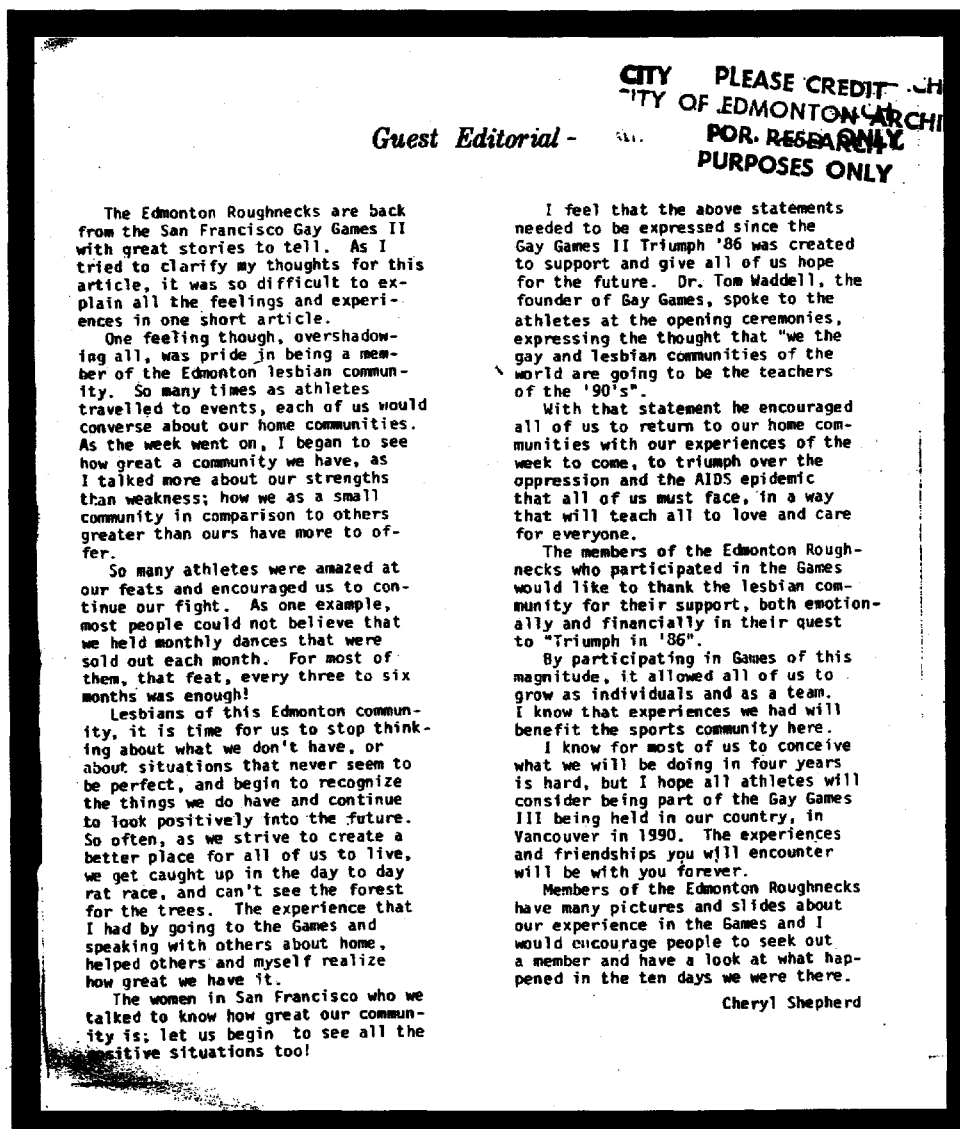 CITY PLEASE CREDIT
CITY OF EDMONTON ARCHI
Guest Editorial -
FOR RESEARCH ONLY
PURPOSES ONLY
The Edmonton Roughnecks are back
from the San Francisco Gay Games II
with great stories to tell. As I
tried to clarify my thoughts for this
article, it was so difficult to ex-
plain all the feelings and experi-
ences in one short article.
One feeling though, overshadow-
ing all, was pride in being a mem-
ber of the Edmonton lesbian commun-
ity. So many times as athletes
travelled to events, each of us would
converse about our home communities.
As the week went on, I began to see
how great a community we have, as
I talked more about our strengths
than weakness; how we as a small
community in comparison to others
greater than ours have more to of-
fer.
So many athletes were amazed at
our feats and encouraged us to con-
tinue our fight. As one example,
most people could not believe that
we held monthly dances that were
sold out each month. For most of
them, that feat, every three to six
months was enough!
Lesbians of this Edmonton commun-
ity, it is time for us to stop think-
ing about what we don't have, or
about situations that never seem to
be perfect, and begin to recognize
the things we do have and continue
to look positively into the future.
So often, as we strive to create a
better place for all of us to live,
we get caught up in the day to day
rat race, and can't see the forest
for the trees. The experience that
I had by going to the Games and
speaking with others about home,
helped others and myself realize
how great we have it.
The women in San Francisco who we
talked to know how great our commun-
ity is; let us begin to see all the
positive situations too!
I feel that the above statements
needed to be expressed since the
Gay Games II Triumph '86 was created
to support and give all of us hope
for the future. Dr. Tom Waddell, the
founder of Gay Games, spoke to the
athletes at the opening ceremonies,
expressing the thought that "we the
gay and lesbian communities of the
world are going to be the teachers
of the '90's".
With that statement he encouraged
all of us to return to our home com-
munities with our experiences of the
week to come, to triumph over the
oppression and the AIDS epidemic
that all of us must face, in a way
that will teach all to love and care
for everyone.
The members of the Edmonton Rough-
necks who participated in the Games
would like to thank the lesbian com-
munity for their support, both emotion-
ally and financially in their quest
to "Triumph in '86".
By participating in Games of this
magnitude, it allowed all of us to
grow as individuals and as a team.
I know that experiences we had will
benefit the sports community here.
I know for most of us to conceive
what we will be doing in four years
is hard, but I hope all athletes will
consider being part of the Gay Games
III being held in our country, in
Vancouver in 1990. The experiences
and friendships you will encounter
will be with you forever.
Members of the Edmonton Roughnecks
have many pictures and slides about
our experience in the Games and I
would encourage people to seek out
a member and have a look at what hap-
pened in the ten days we were there.
Cheryl Shepherd